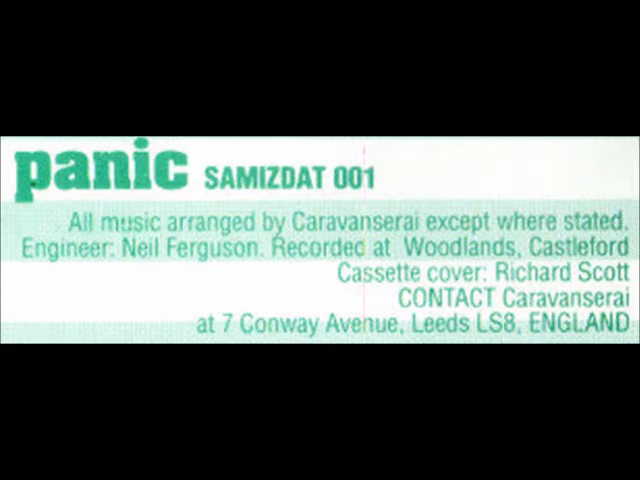 panic SAMIZDAT 001
All music arranged by Caravanserai except where stated.
Engineer: Neil Ferguson. Recorded at Woodlands, Castleford
Cassette cover: Richard Scott
CONTACT Caravanserai
at 7 Conway Avenue, Leeds LS8, ENGLAND